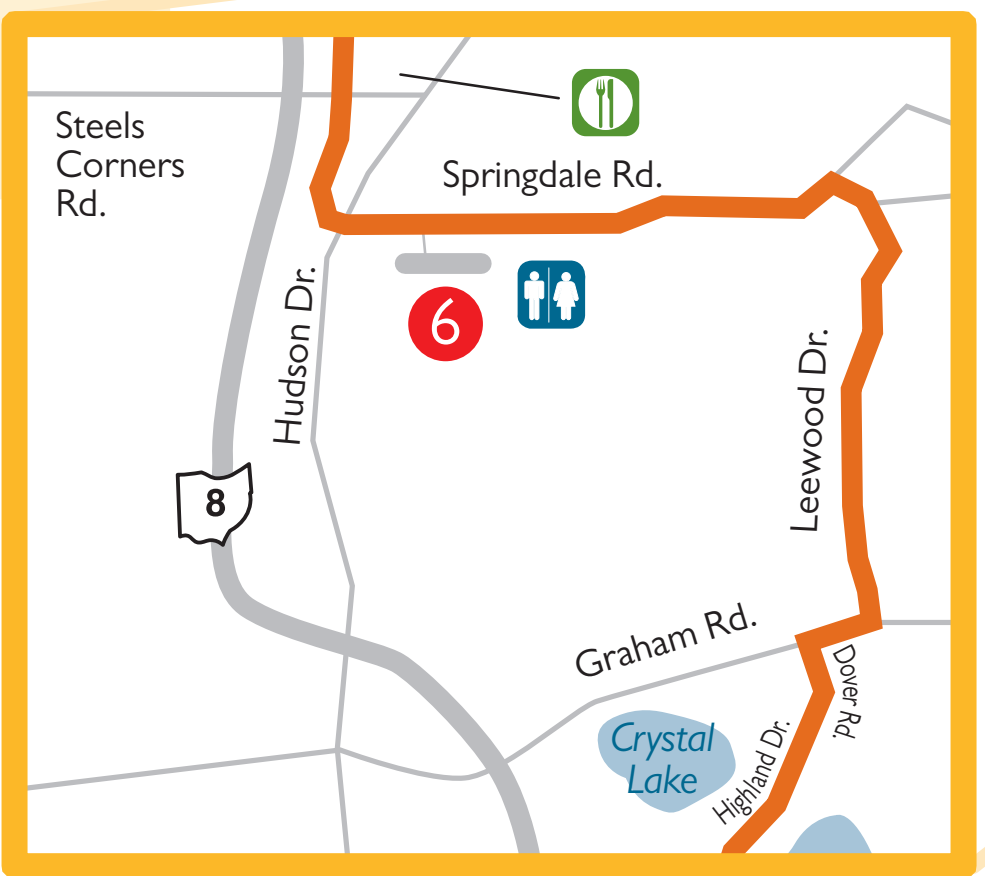 Steels
Corners
Rd.
Springdale Rd.
Hudson Dr.
6
Leewood Dr.
8
Graham Rd.
Dover Rd.
Crystal
Lake
Highland Dr.